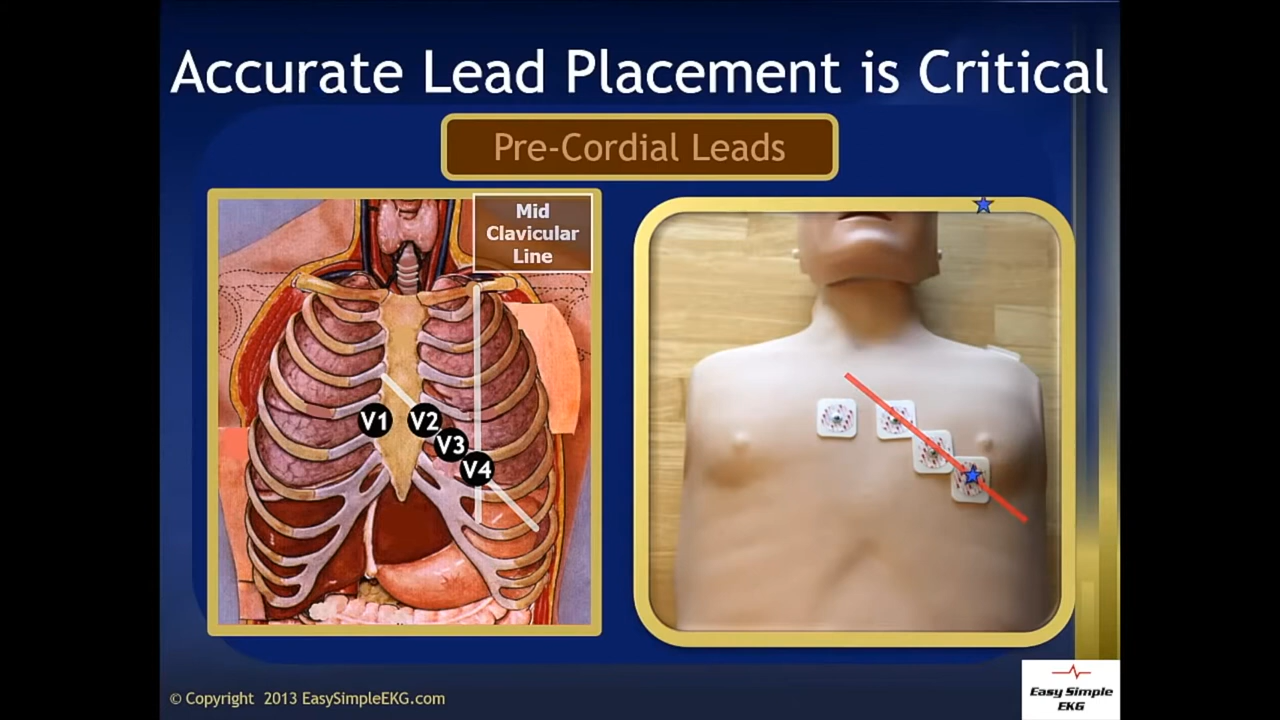 Accurate Lead Placement is Critical
Pre-Cordial Leads
Mid
Clavicular
Line
V1
V2
V3
V4
© Copyright 2013 EasySimpleEKG.com
Easy Simple
EKG